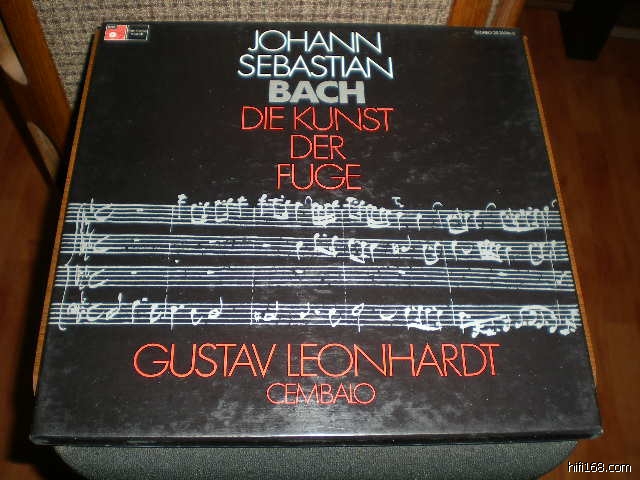 JOHANN
SEBASTIAN
BACH
DIE KUNST
DER
FUGE
GUSTAV LEONHARDT
CEMBALO
hifi168.com